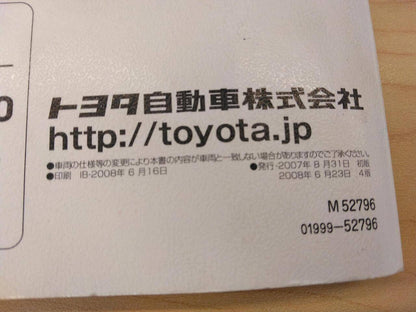 0
トヨタ自動車株式会社
http://toyota.jp
●車両の仕様等の変更により本書の内容が車両と一致しない場合がありますのでご了承ください。
●印刷 IB-2008年 6月16日 ●発行-2007年 8月31日 初版
2008年 6月23日 4版
M 52796
01999-52796